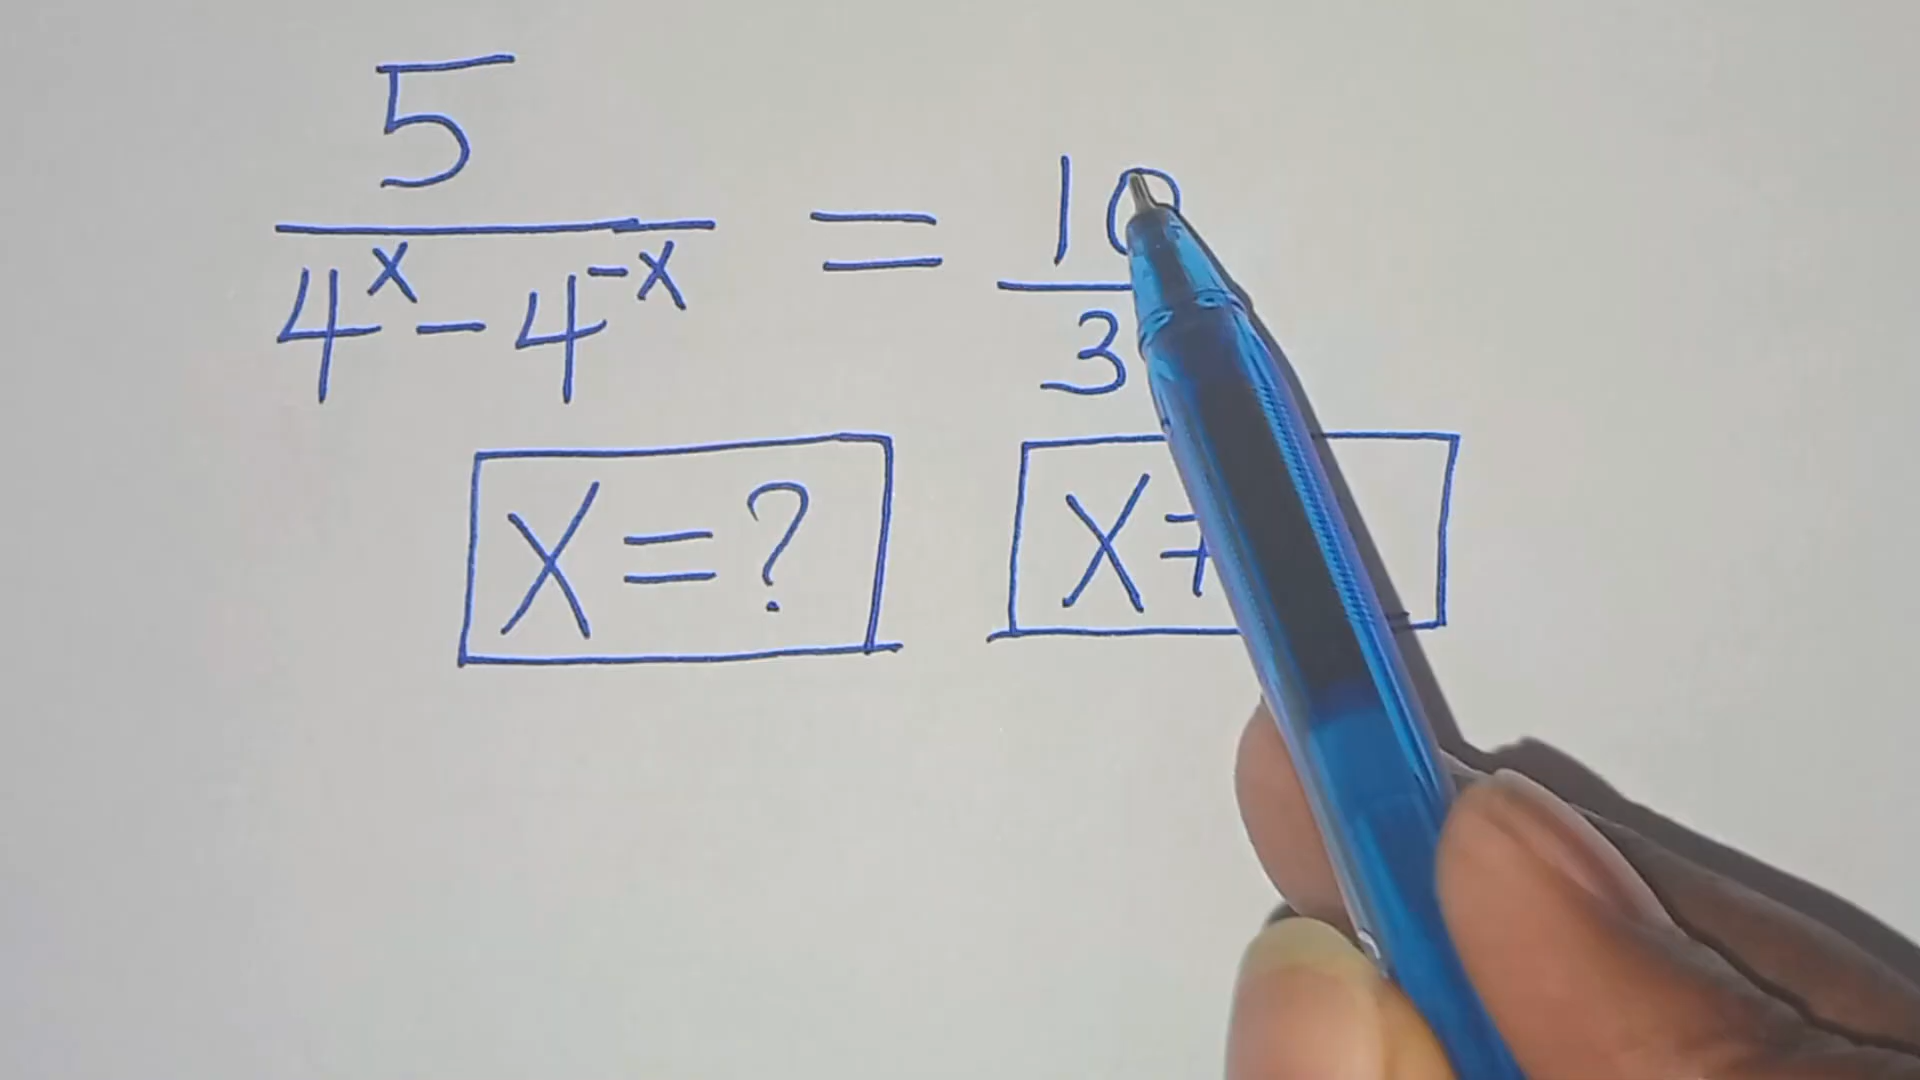 5 / (4^x - 4^-x) = 10 / 3
X = ?
X